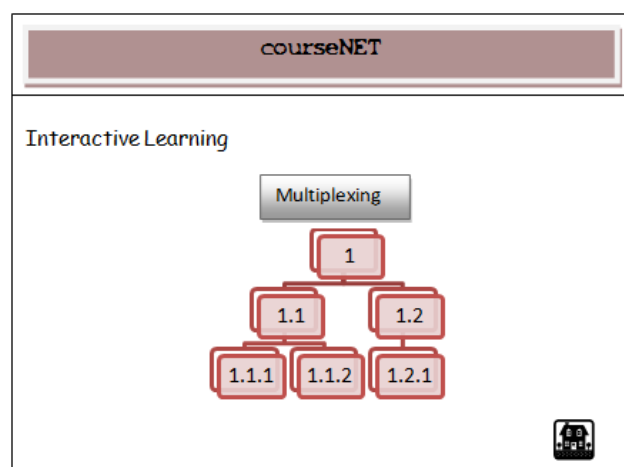 courseNET
Interactive Learning
Multiplexing
1
1.1 1.2
1.1.1 1.1.2 1.2.1